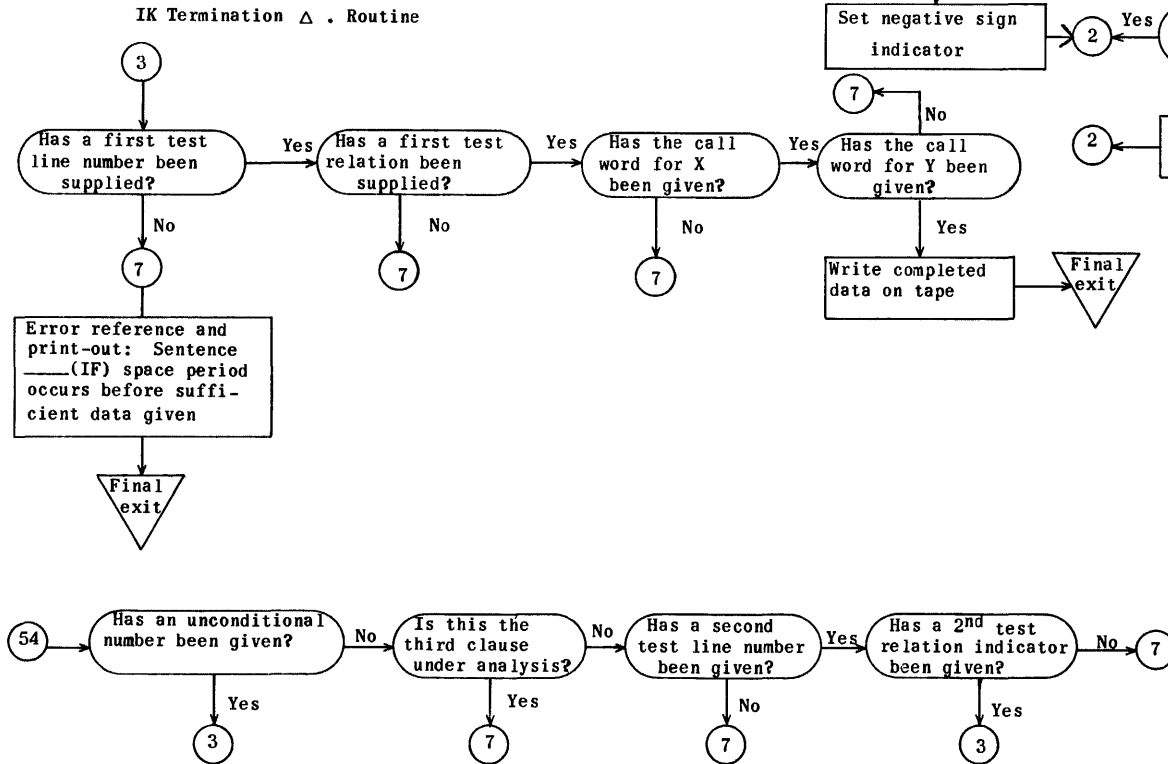 IK Termination Δ . Routine
3
Has a first test
line number been
supplied?
Yes
Has a first test
relation been
supplied?
Yes
Has the call
word for X
been given?
Yes
Has the call
word for Y been
given?
No
7
Set negative sign
indicator
2
Yes
2
No
7
No
7
No
7
Yes
Write completed
data on tape
Final
exit
Error reference and
print-out: Sentence
____(IF) space period
occurs before suffi-
cient data given
Final
exit
54
Has an unconditional
number been given?
No
Is this the
third clause
under analysis?
No
Has a second
test line number
been given?
Yes
Has a 2nd test
relation indicator
been given?
No
7
Yes
3
Yes
7
No
7
Yes
3